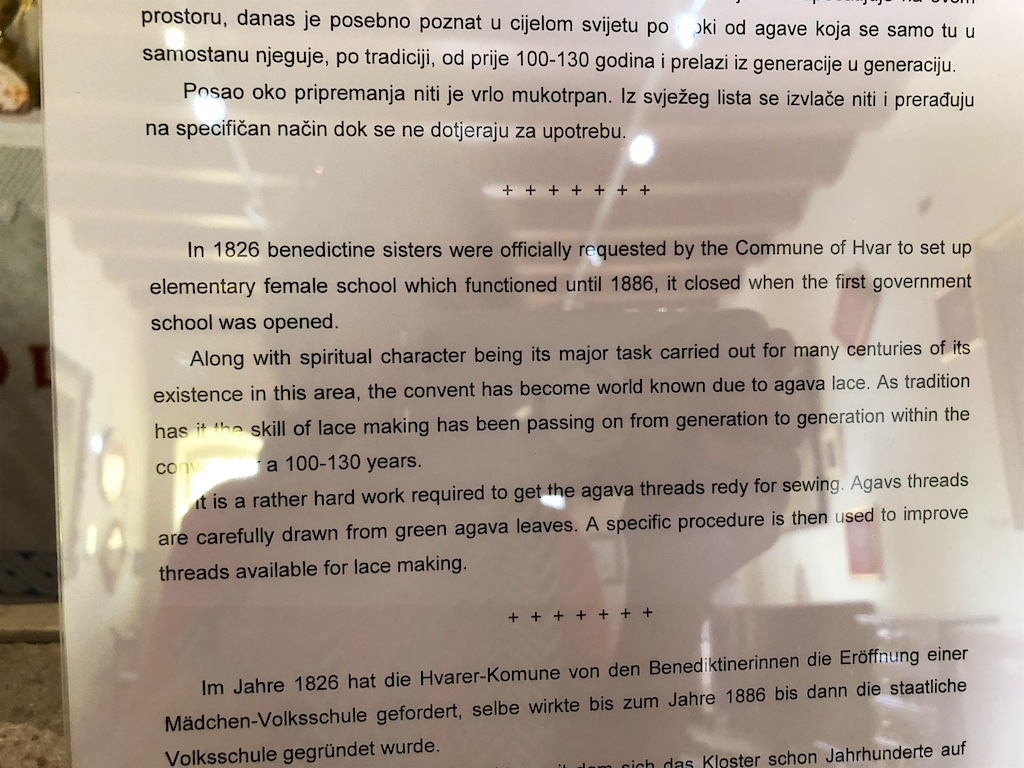 prostoru, danas je posebno poznat u cijelom svijetu po od agave koja se samo tu u
samostanu njeguje, po tradiciji, od prije 100-130 godina i prelazi iz generacije u generaciju.
Posao oko pripremanja niti je vrlo mukotrpan. Iz svježeg lista se izvlače niti i prerađuju
na specifičan način dok se ne dotjeraju za upotrebu.
+ + + + + + +
In 1826 benedictine sisters were officially requested by the Commune of Hvar to set up
elementary female school which functioned until 1886, it closed when the first government
school was opened.
Along with spiritual character being its major task carried out for many centuries of its
existence in this area, the convent has become world known due to agava lace. As tradition
has it the skill of lace making has been passing on from generation to generation within the
a 100-130 years.
It is a rather hard work required to get the agava threads redy for sewing. Agavs threads
are carefully drawn from green agava leaves. A specific procedure is then used to improve
threads available for lace making.
+ + + + + + +
Im Jahre 1826 hat die Hvarer-Komune von den Benediktinerinnen die Eröffnung einer
Mädchen-Volksschule gefordert, selbe wirkte bis zum Jahre 1886 bis dann die staatliche
Volksschule gegründet wurde.
sich das Kloster schon Jahrhunderte auf